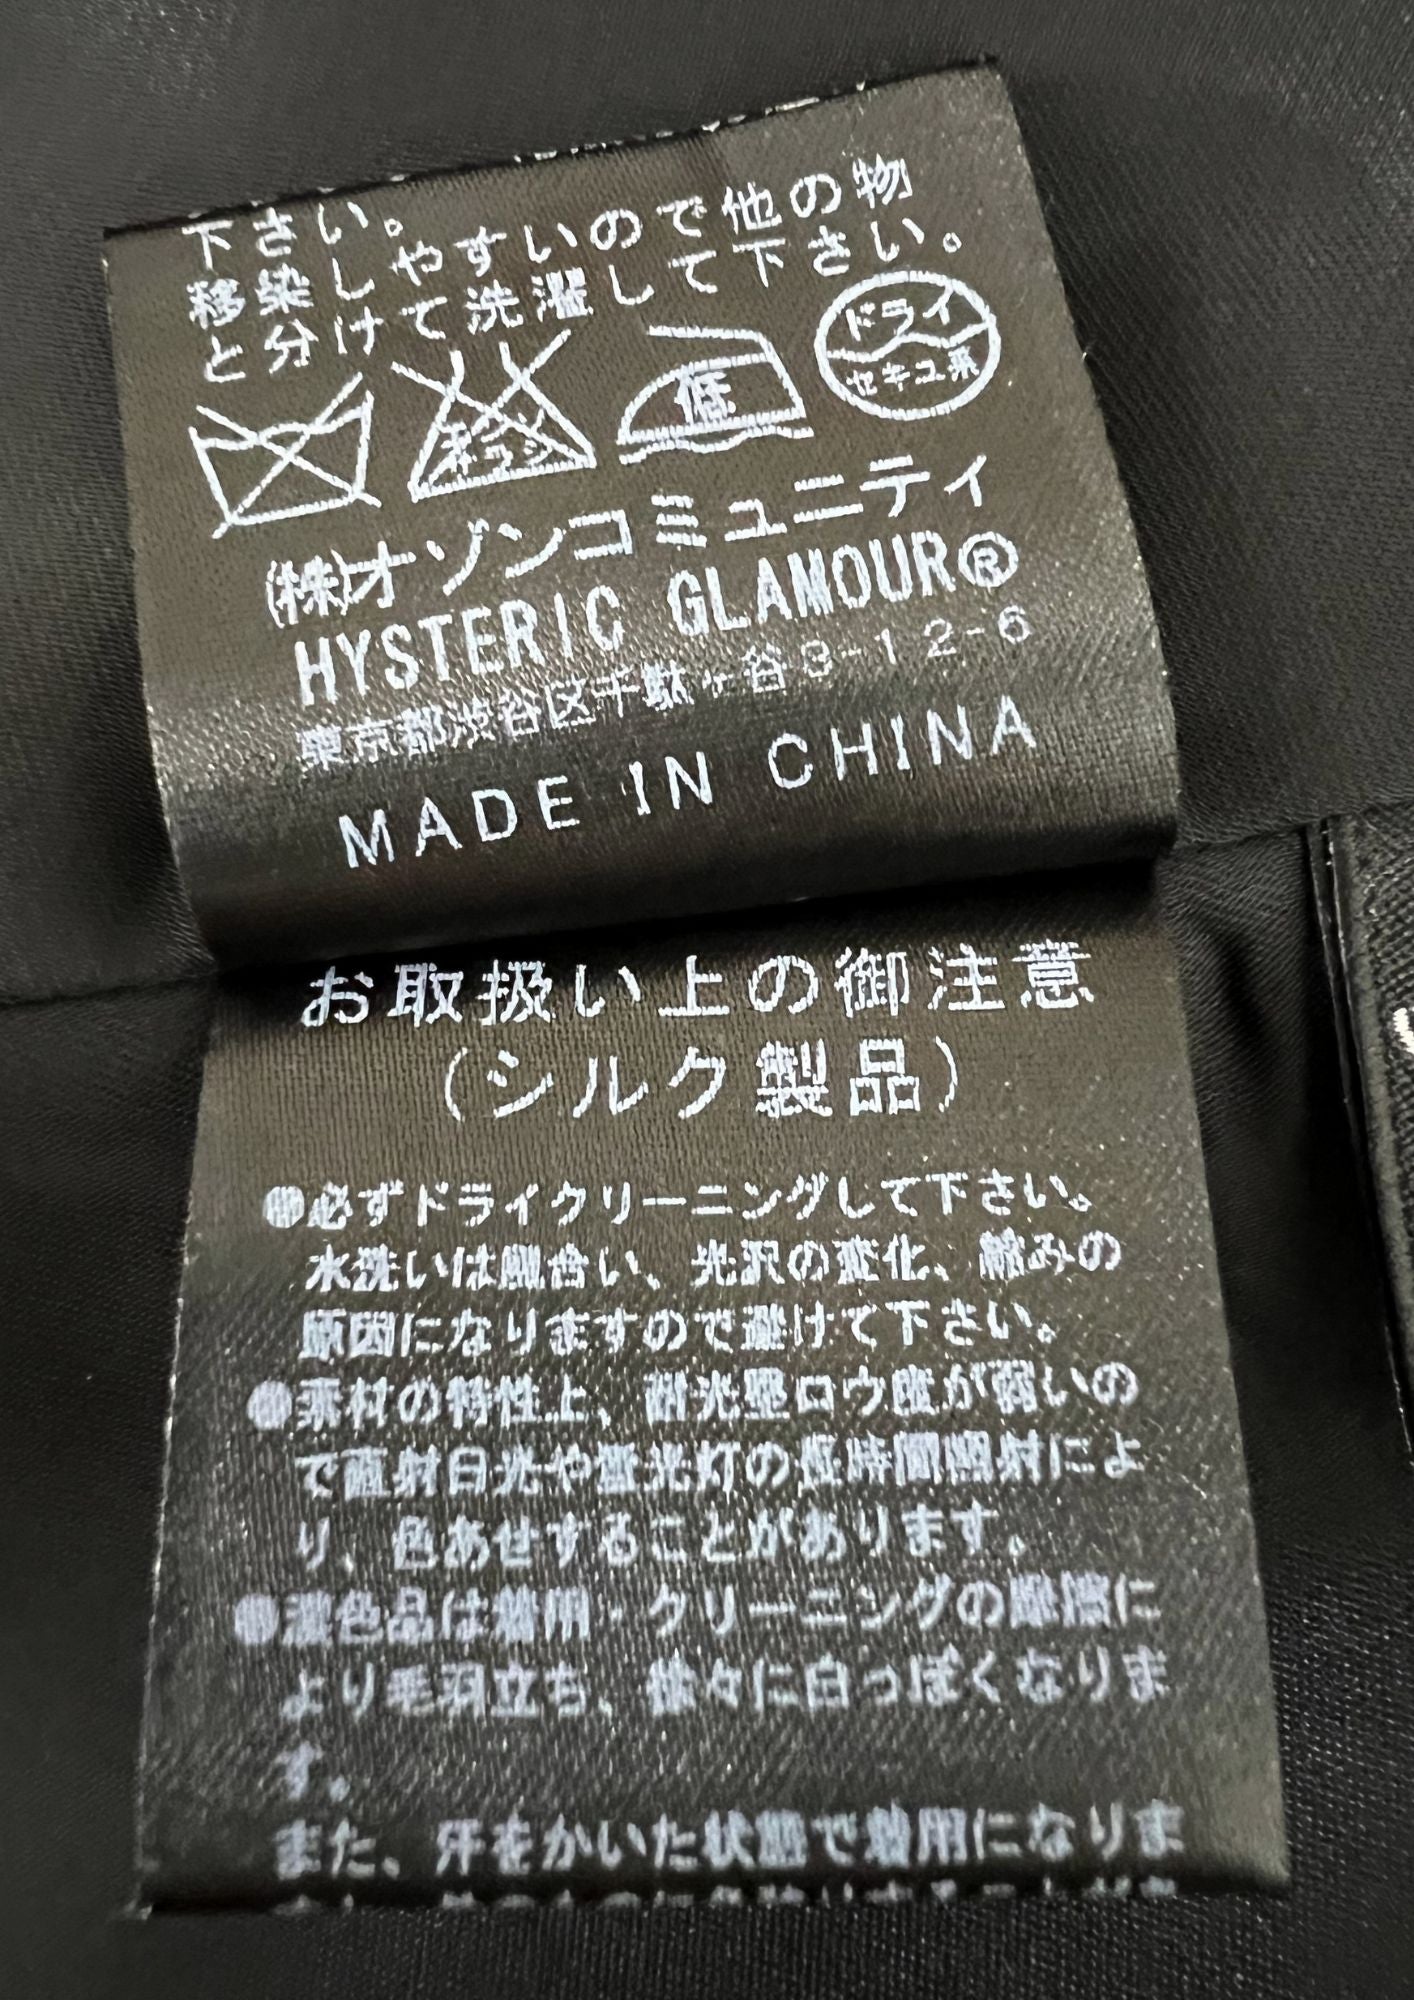 下さい。
移染しやすいので他の物
と分けて洗濯して下さい。
エンソ
サラシ
低
ドライ
セキユ系
(株)オゾンコミュニティ
HYSTERIC GLAMOUR®
東京都渋谷区千駄ヶ谷3-12-6
MADE IN CHINA
お取扱い上の御注意
(シルク製品)
●必ずドライクリーニングして下さい。
水洗いは風合い、光沢の変化、縮みの
原因になりますので避けて下さい。
●素材の特性上、耐光堅ロウ度が弱いの
で直射日光や蛍光灯の長時間照射によ
り、色あせすることがあります。
●濃色品は着用・クリーニングの摩擦に
より毛羽立ち、徐々に白っぽくなりま
す。
また、汗をかいた状態で着用になりま